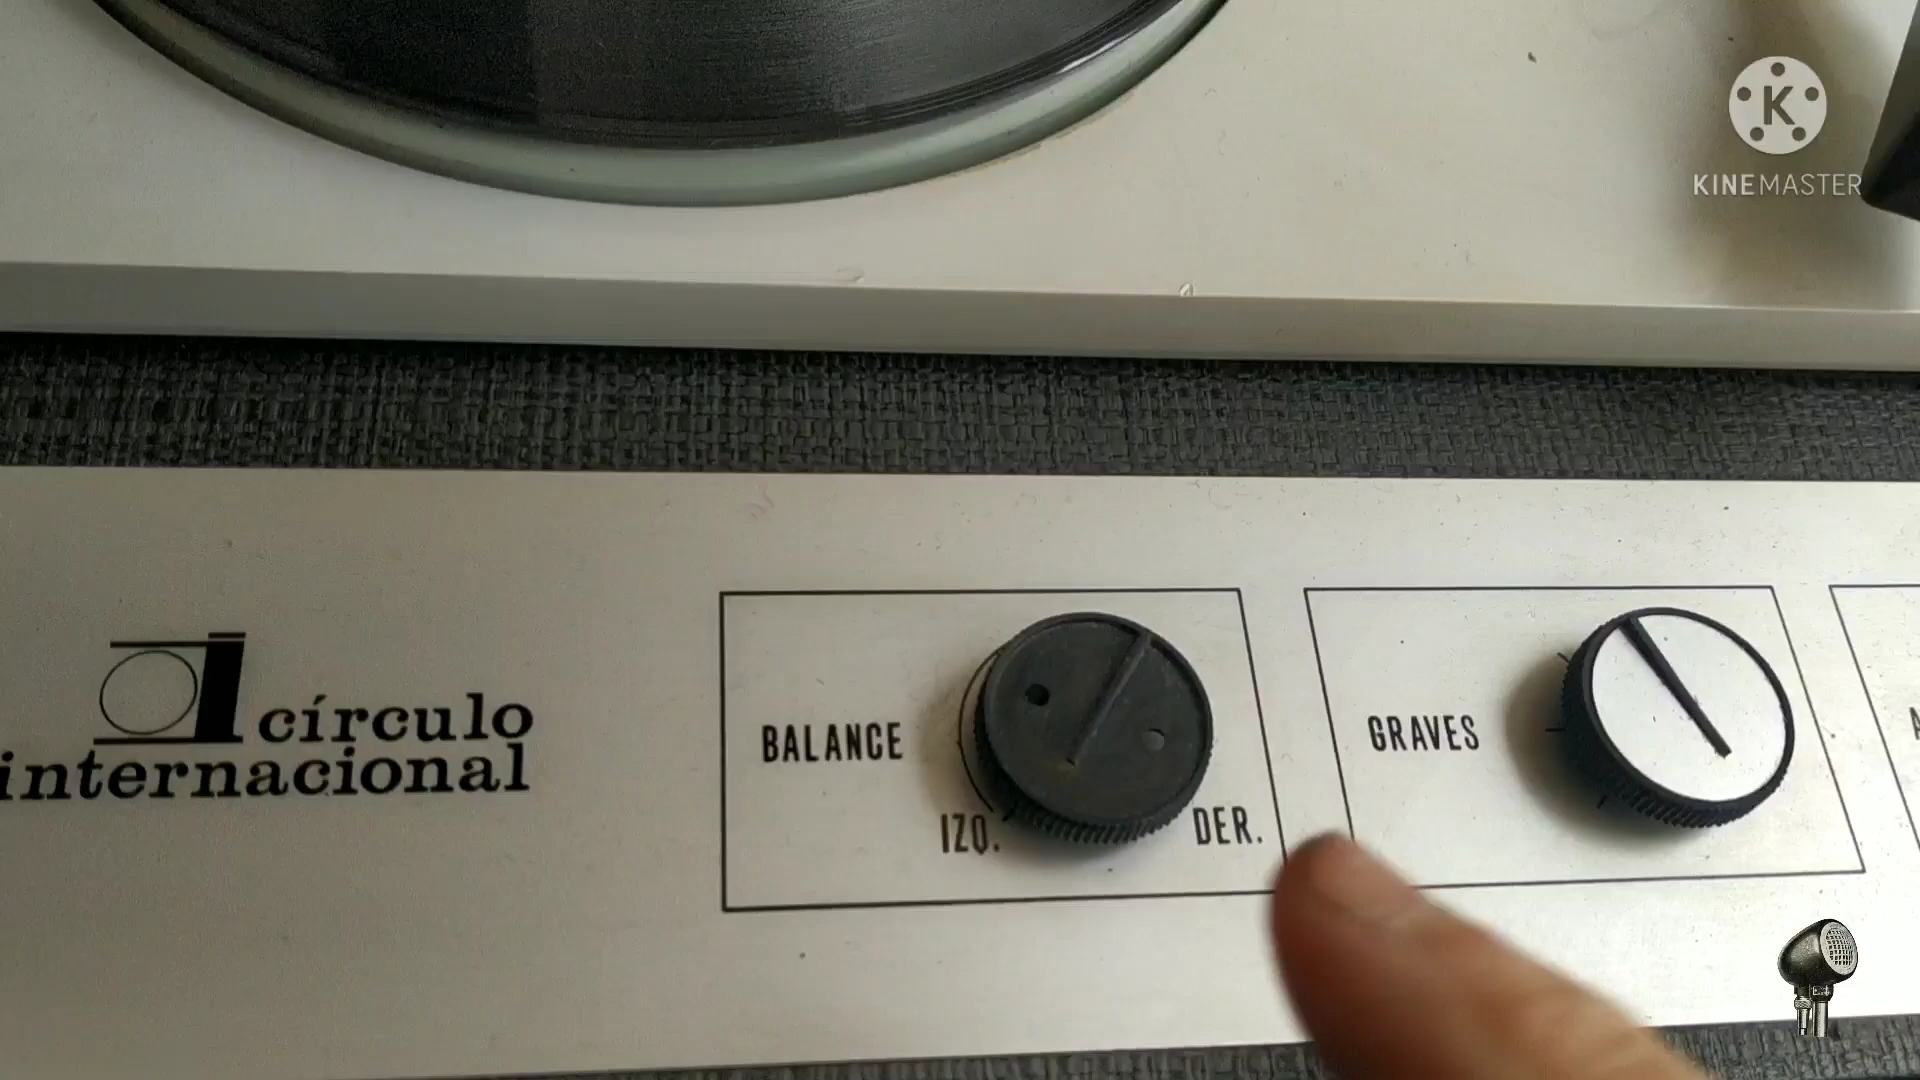 K
KINEMASTER
círculo
internacional
BALANCE
IZQ.
DER.
GRAVES